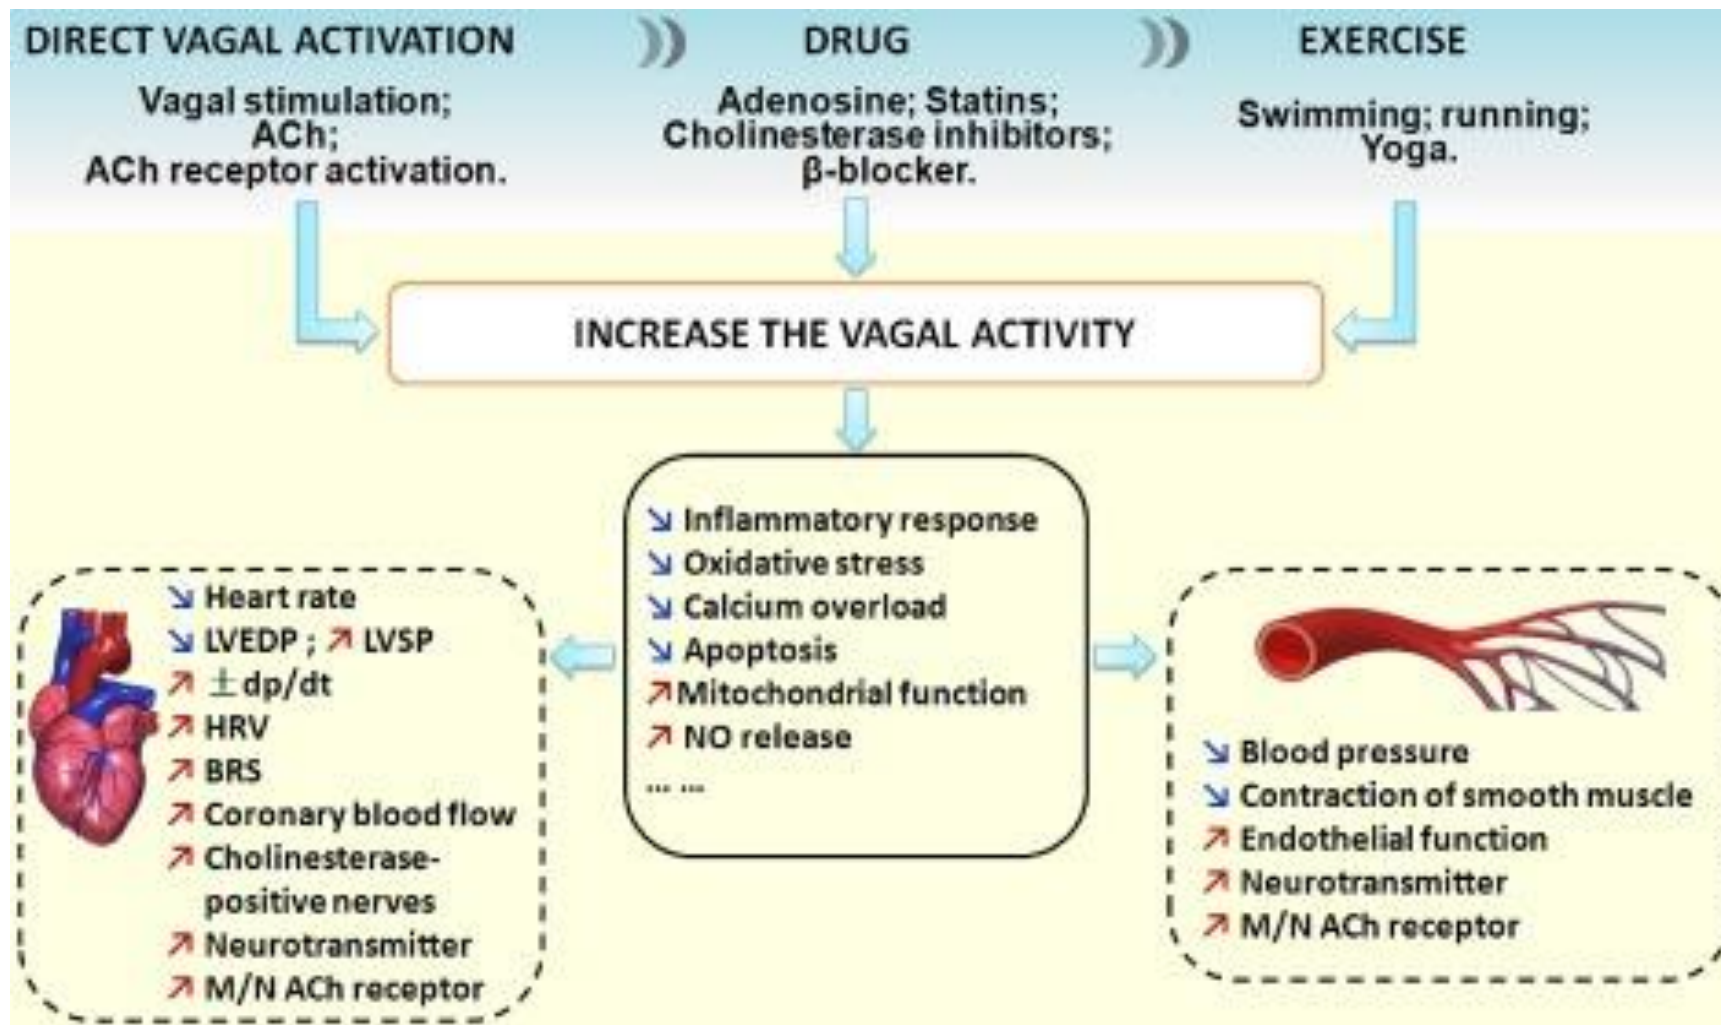 DIRECT VAGAL ACTIVATION
Vagal stimulation;
ACh;
ACh receptor activation.
DRUG
Adenosine; Statins;
Cholinesterase inhibitors;
β-blocker.
EXERCISE
Swimming; running;
Yoga.
INCREASE THE VAGAL ACTIVITY
↘ Inflammatory response
↘ Oxidative stress
↘ Calcium overload
↘ Apoptosis
↗ Mitochondrial function
↗ NO release
... ...
↘ Heart rate
↘ LVEDP ; ↗ LVSP
↗ ±dp/dt
↗ HRV
↗ BRS
↗ Coronary blood flow
↗ Cholinesterase-
positive nerves
↗ Neurotransmitter
↗ M/N ACh receptor
↘ Blood pressure
↘ Contraction of smooth muscle
↗ Endothelial function
↗ Neurotransmitter
↗ M/N ACh receptor